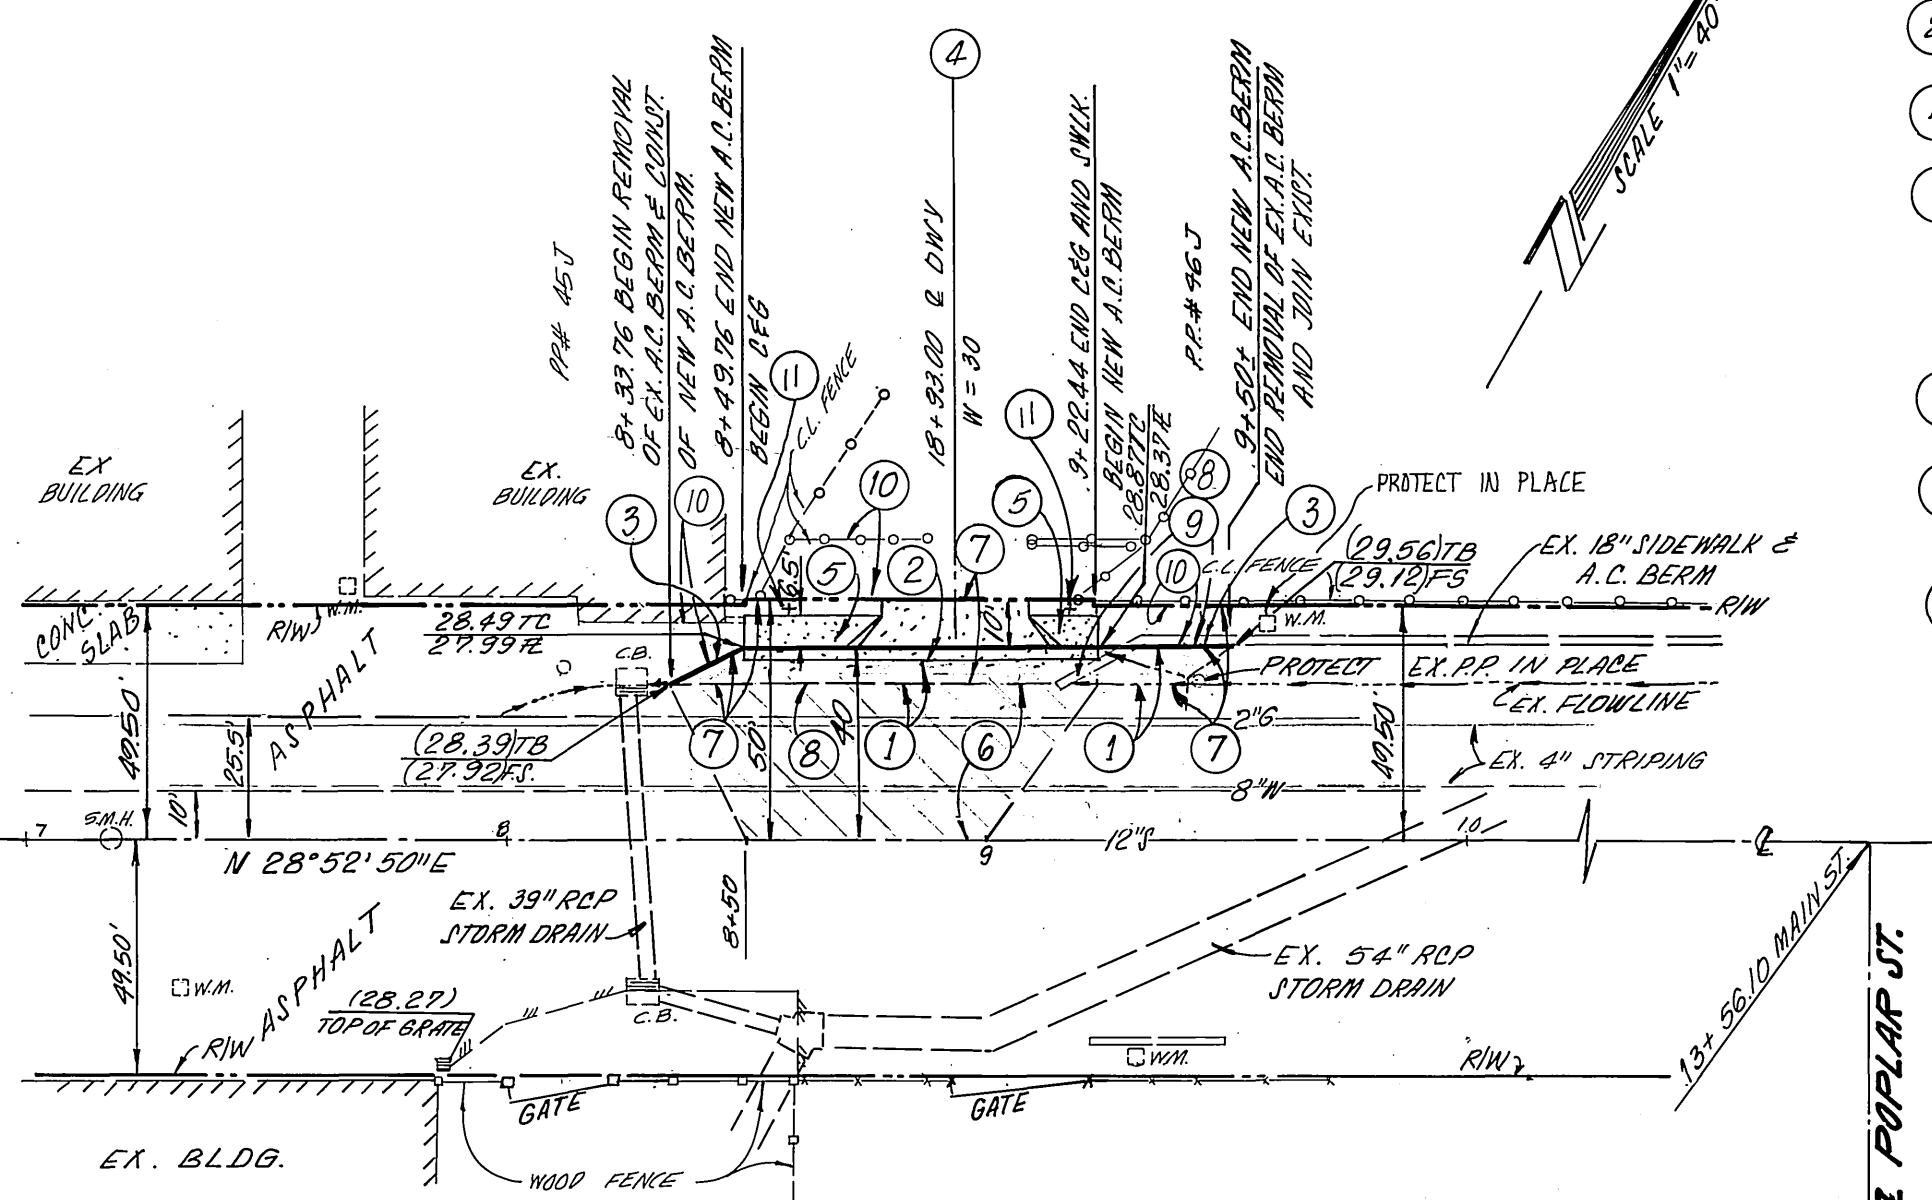 4
SCALE 1"=40'
PP# 45J
8+33.76 BEGIN REMOVAL
OF EX. A.C. BERM & CONST.
OF NEW A.C. BERM.
8+49.76 END NEW A.C. BERM
BEGIN C&G
18+93.00 ℄ DWY
W = 30
9+22.44 END C&G AND SWLK.
BEGIN NEW A.C. BERM
28.87TC
28.37FL
P.P.# 46J
9+50± END NEW A.C. BERM
END REMOVAL OF EX. A.C. BERM
AND JOIN EXIST.
11
C.L. FENCE
11
EX
BUILDING
EX.
BUILDING
3
10
10
5
8
9
3
PROTECT IN PLACE
5
2
7
6.5'
10
C.L. FENCE
(29.56)TB
(29.12)FS
EX. 18" SIDEWALK &
A.C. BERM
R/W
CONC.
SLAB
R/W
W.M.
28.49 TC
27.99 FL
10'
W.M.
ASPHALT
C.B.
PROTECT EX. P.P. IN PLACE
EX. FLOWLINE
49.50'
25.5'
10'
(28.39)TB
(27.92)FS.
7
50'
8
40
1
6
1
7
2"G
49.50'
EX. 4" STRIPING
8"W
7
S.M.H.
8
9
12"S
10
℄
N 28°52'50"E
EX. 39" RCP
STORM DRAIN
8+50
EX. 54" RCP
STORM DRAIN
13+56.10 MAIN ST.
POPLAR ST.
49.50'
W.M.
ASPHALT
(28.27)
TOP OF GRATE
C.B.
R/W
W.M.
R/W
GATE
GATE
EX. BLDG.
WOOD FENCE